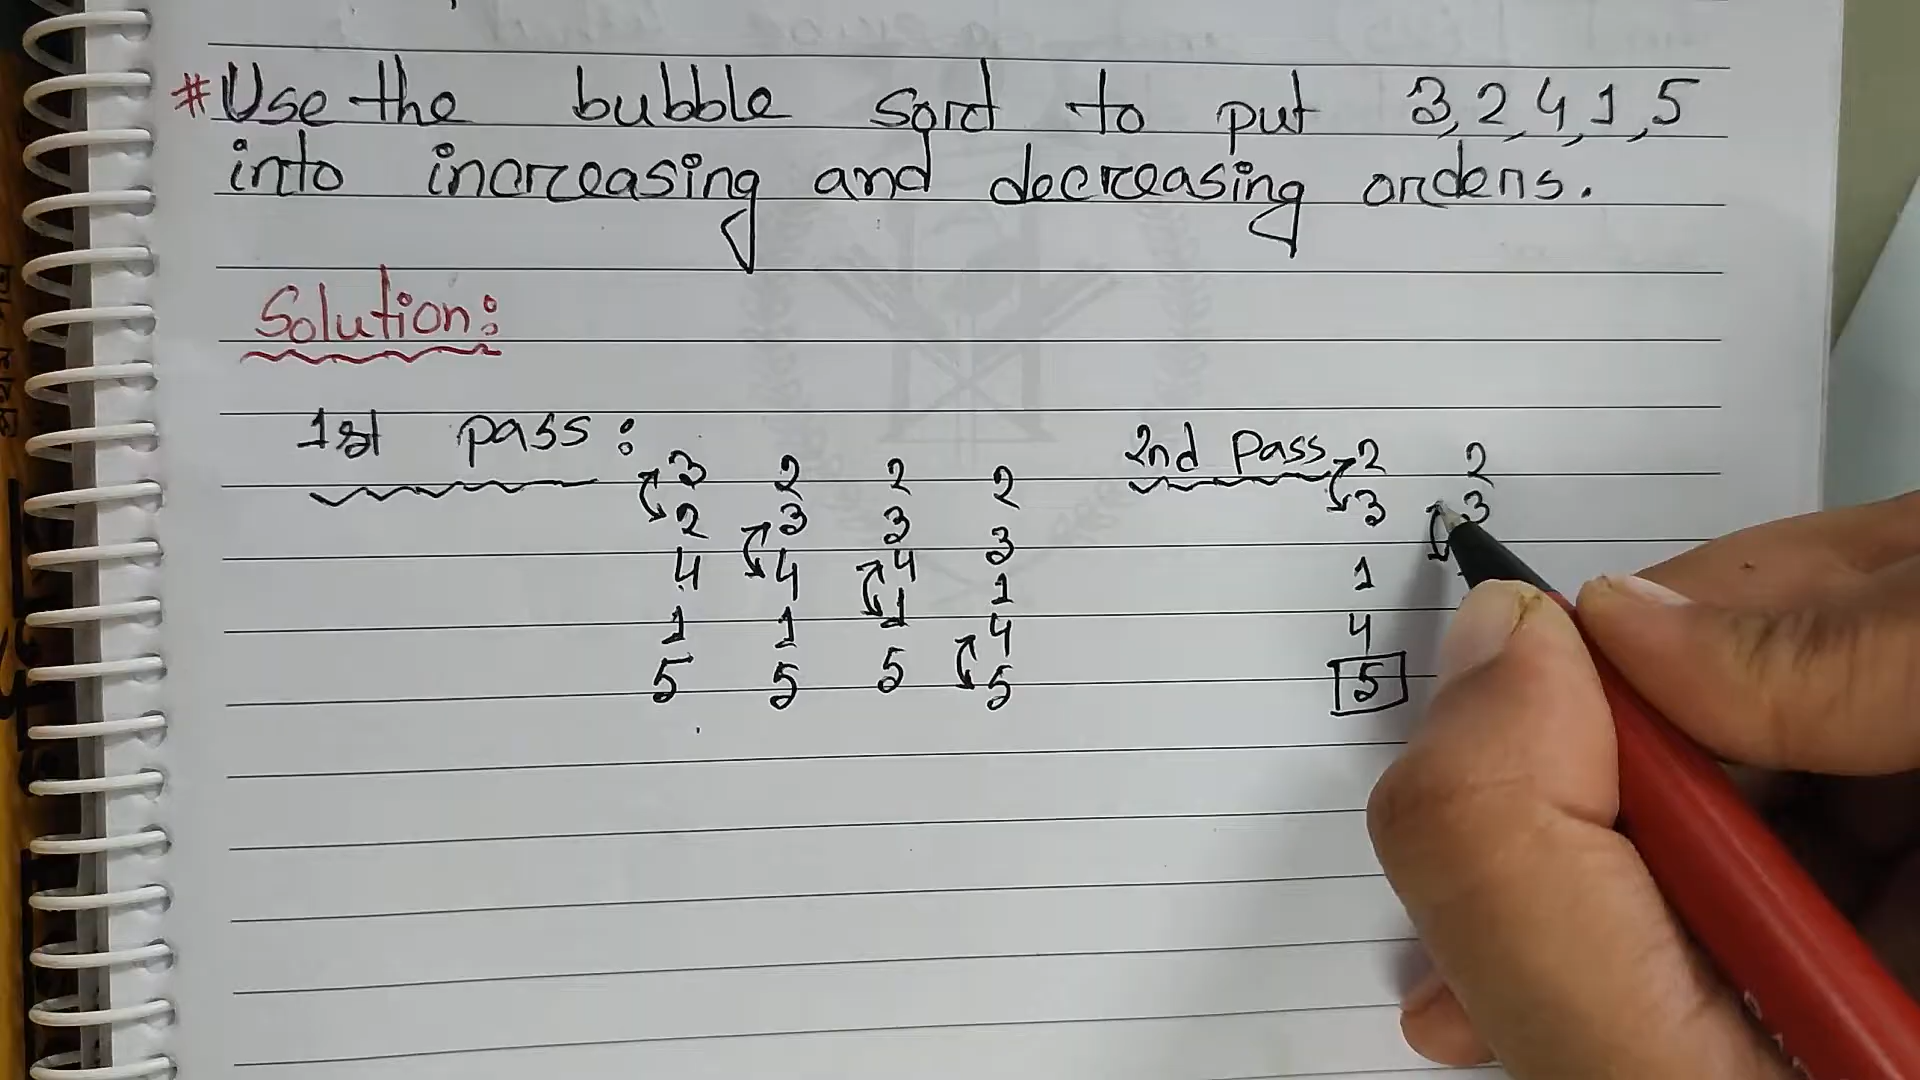 # Use the bubble sort to put 3, 2, 4, 1, 5
into increasing and decreasing orders.
Solution:
1st pass: 2nd Pass
3 2 2 2 2 2
2 3 3 3 3 3
4 4 4 1 1
1 1 1 4 4
5 5 5 5 5